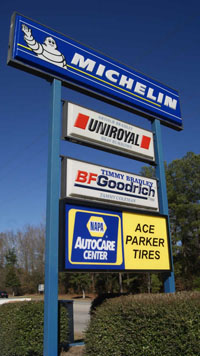 MICHELIN
UNIROYAL
TIMMY BRADLEY
BFGoodrich
NAPA
AUTOCARE
CENTER
ACE
PARKER
TIRES